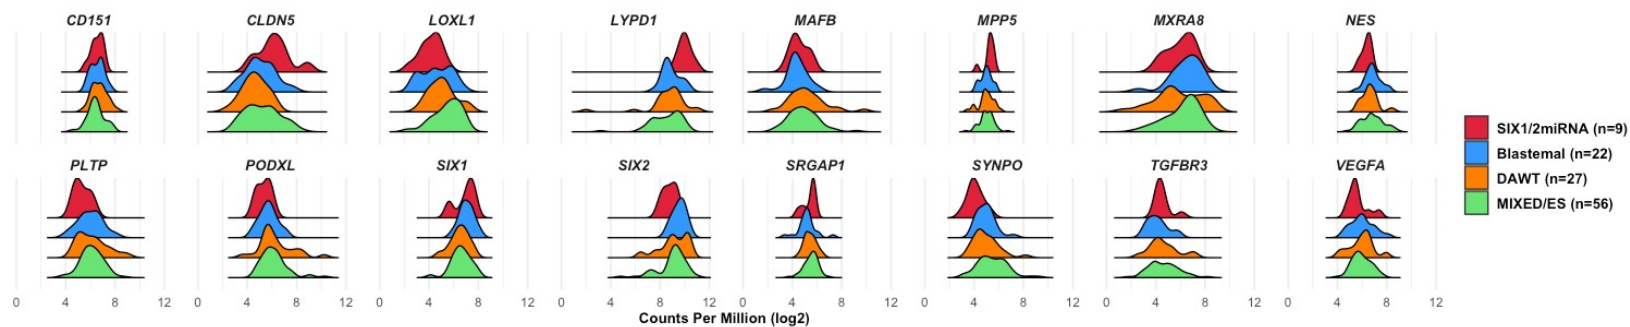 CD151 CLDN5 LOXL1 LYPD1 MAFB MPP5 MXRA8 NES
PLTP PODXL SIX1 SIX2 SRGAP1 SYNPO TGFBR3 VEGFA
0 4 8 12 0 4 8 12 0 4 8 12 0 4 8 12 0 4 8 12 0 4 8 12 0 4 8 12 0 4 8 12
Counts Per Million (log2)
SIX1/2miRNA (n=9)
Blastemal (n=22)
DAWT (n=27)
MIXED/ES (n=56)